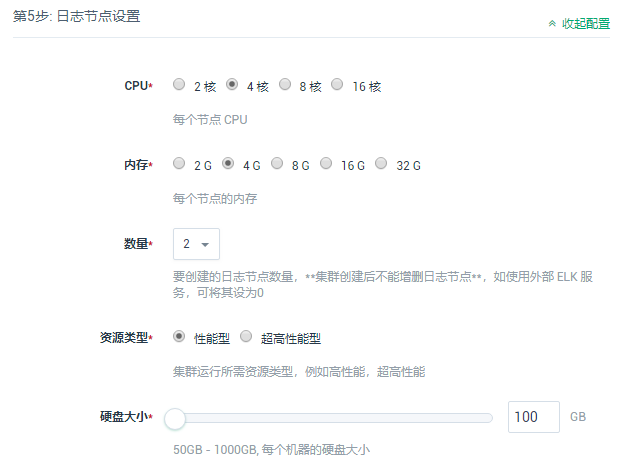 第5步: 日志节点设置
收起配置
CPU* 2 核 4 核 8 核 16 核
每个节点 CPU
内存* 2 G 4 G 8 G 16 G 32 G
每个节点的内存
数量* 2
要创建的日志节点数量，**集群创建后不能增删日志节点**，如使用外部 ELK 服
务，可将其设为0
资源类型* 性能型 超高性能型
集群运行所需资源类型，例如高性能，超高性能
硬盘大小* 100 GB
50GB - 1000GB, 每个机器的硬盘大小